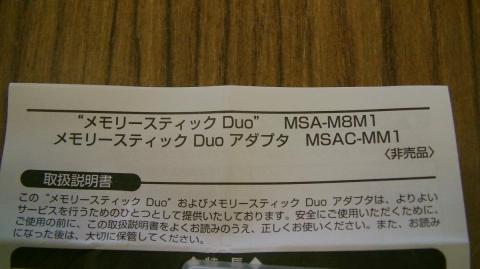 “メモリースティック Duo” MSA-M8M1
メモリースティック Duo アダプタ MSAC-MM1
〈非売品〉
取扱説明書
この“メモリースティック Duo”およびメモリースティック Duo アダプタは、よりよい
サービスを行うためのひとつとして提供いたしております。安全にご使用いただくために、
ご使用の前に、この取扱説明書をよくお読みのうえ、正しくお使いください。また、お読み
になった後は、大切に保管してください。
◆特長◆